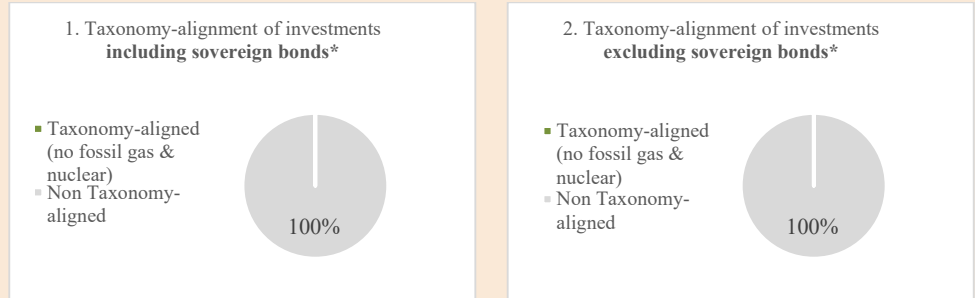 1. Taxonomy-alignment of investments
including sovereign bonds*
Taxonomy-aligned
(no fossil gas &
nuclear)
Non Taxonomy-
aligned
100%
2. Taxonomy-alignment of investments
excluding sovereign bonds*
Taxonomy-aligned
(no fossil gas &
nuclear)
Non Taxonomy-
aligned
100%